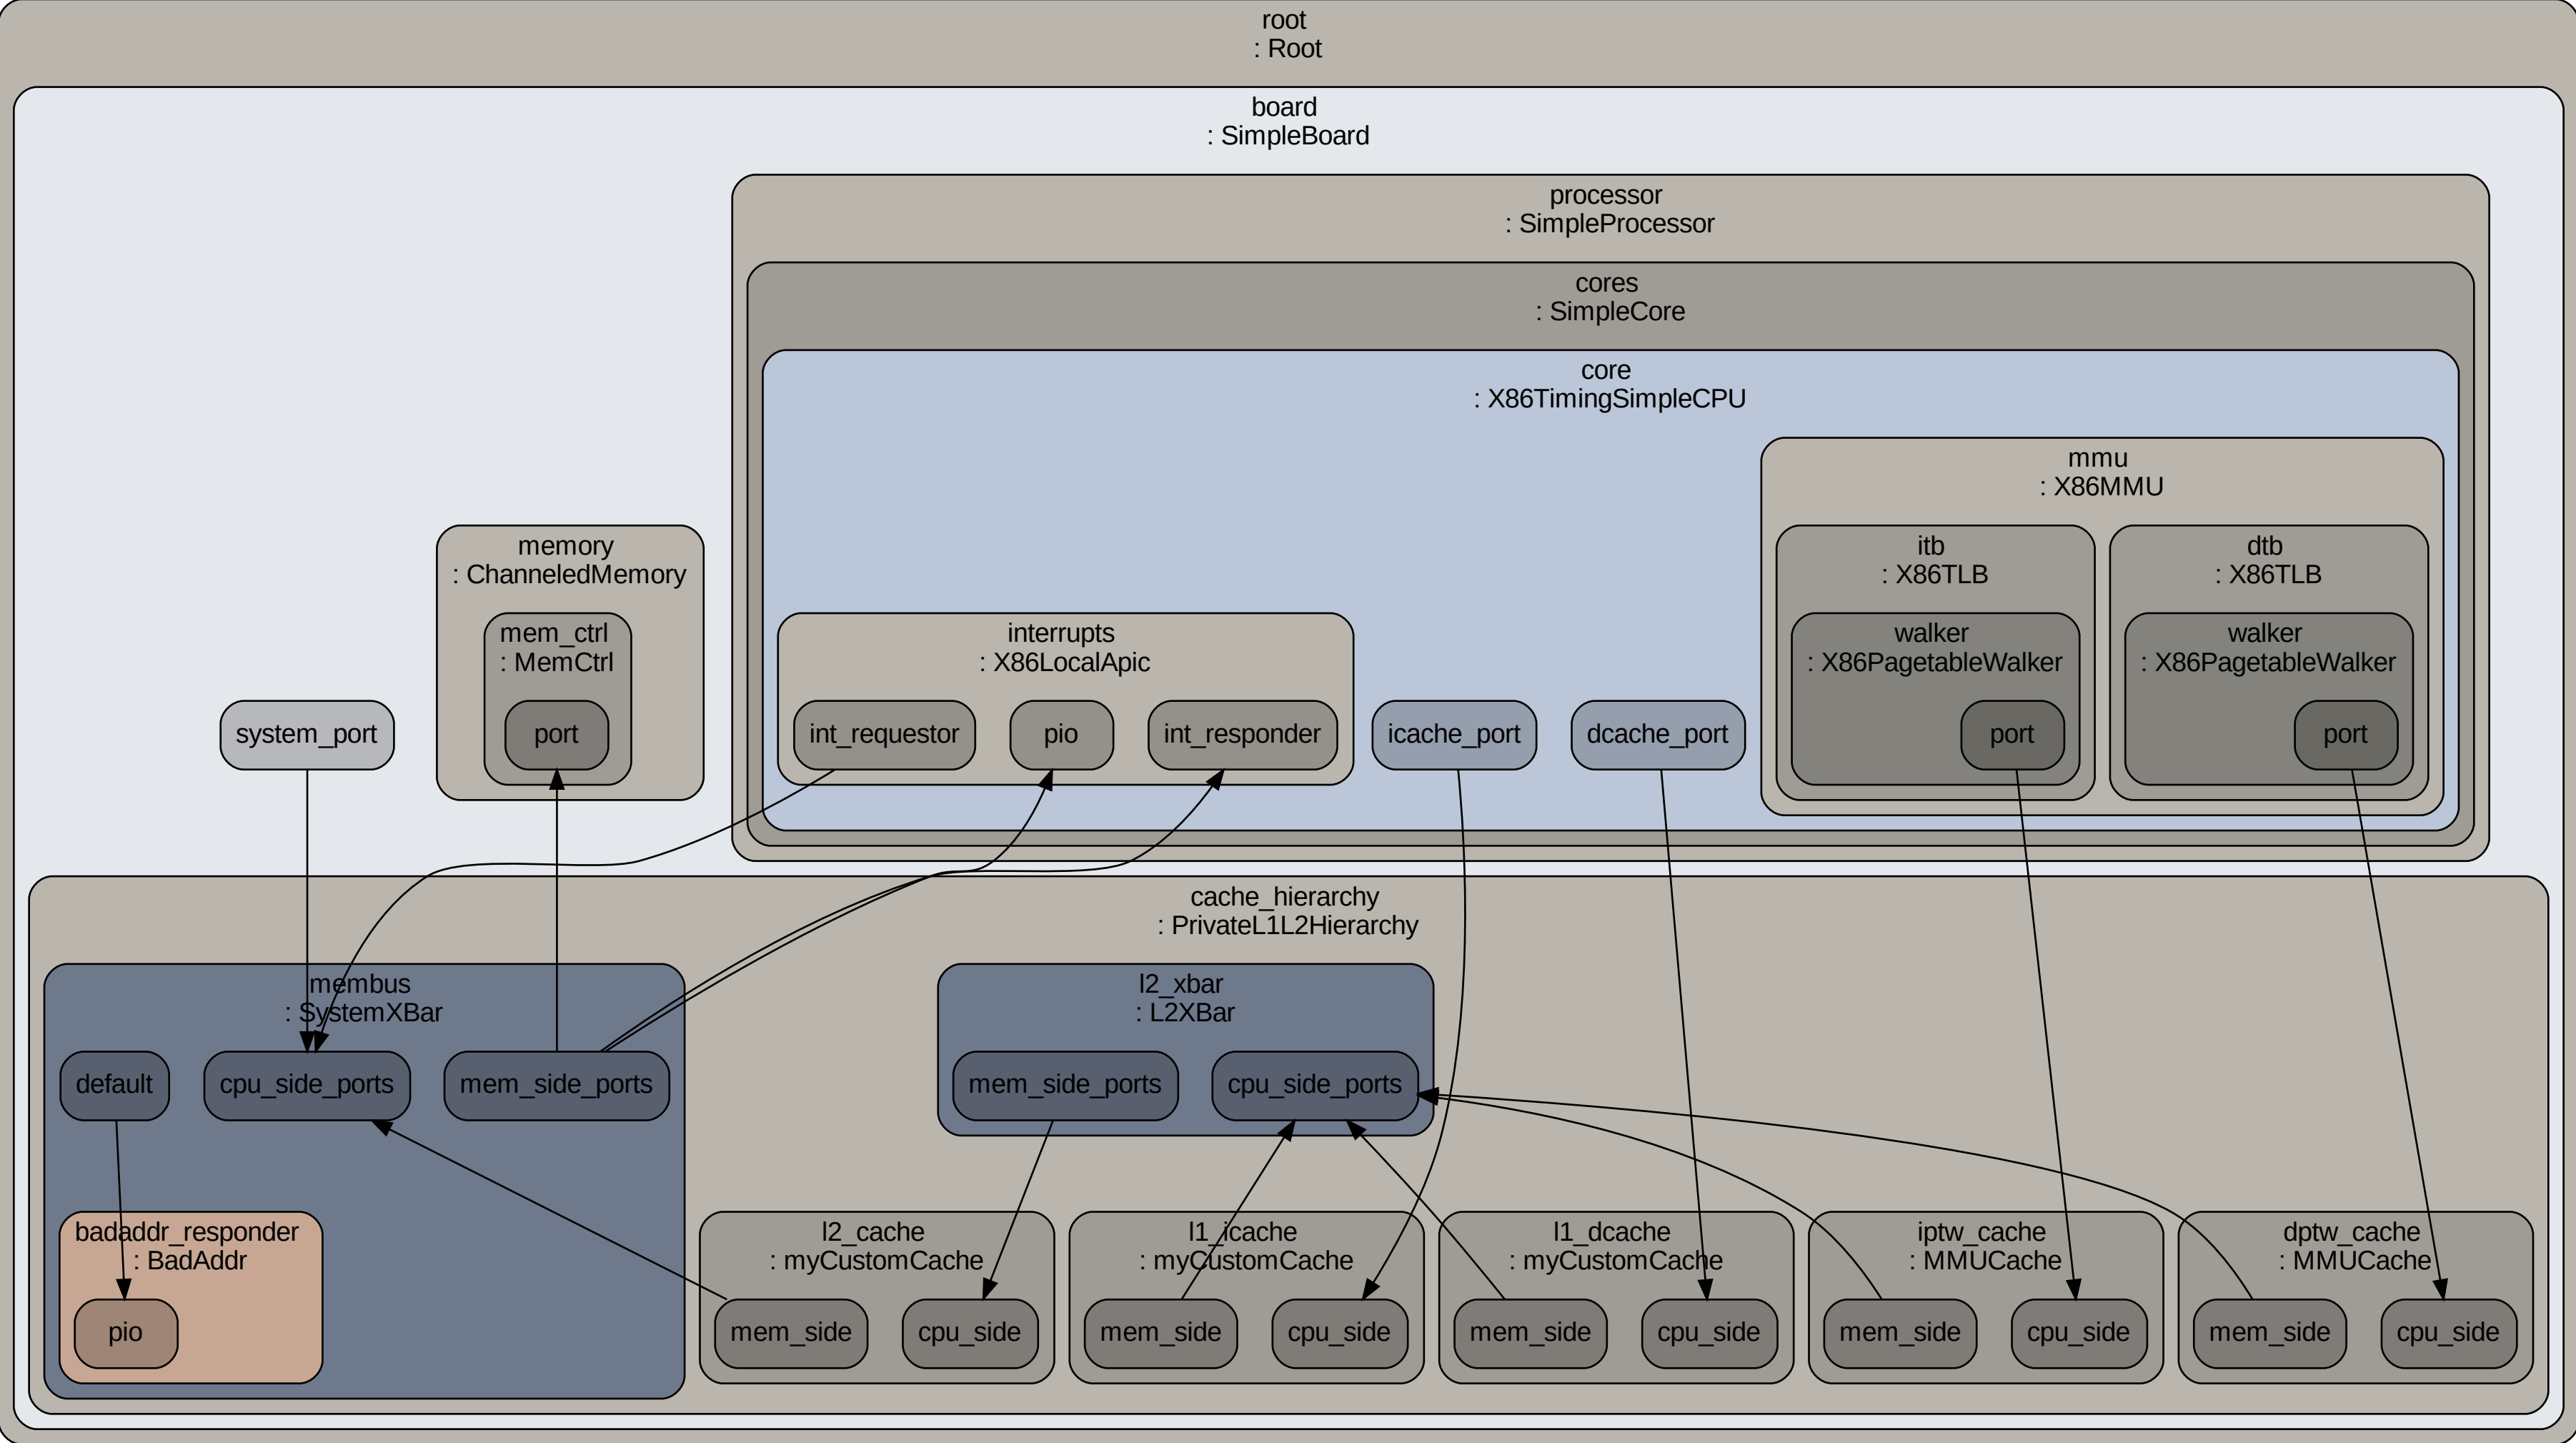 root
: Root
board
: SimpleBoard
processor
: SimpleProcessor
cores
: SimpleCore
core
: X86TimingSimpleCPU
mmu
: X86MMU
memory
: ChanneledMemory
itb
: X86TLB
dtb
: X86TLB
mem_ctrl
: MemCtrl
interrupts
: X86LocalApic
walker
: X86PagetableWalker
walker
: X86PagetableWalker
system_port
port
int_requestor
pio
int_responder
icache_port
dcache_port
port
port
cache_hierarchy
: PrivateL1L2Hierarchy
membus
: SystemXBar
l2_xbar
: L2XBar
default
cpu_side_ports
mem_side_ports
mem_side_ports
cpu_side_ports
badaddr_responder
: BadAddr
l2_cache
: myCustomCache
l1_icache
: myCustomCache
l1_dcache
: myCustomCache
iptw_cache
: MMUCache
dptw_cache
: MMUCache
pio
mem_side
cpu_side
mem_side
cpu_side
mem_side
cpu_side
mem_side
cpu_side
mem_side
cpu_side